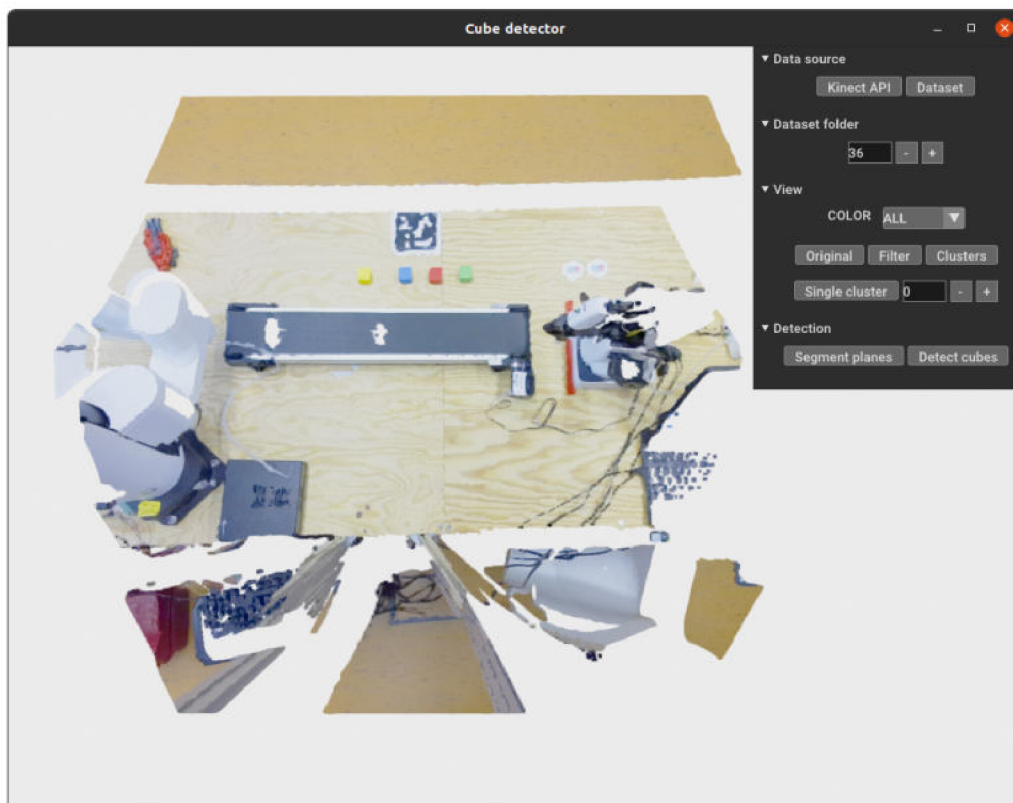 Cube detector
Data source
Kinect API Dataset
Dataset folder
36 - +
View
COLOR ALL
Original Filter Clusters
Single cluster 0 - +
Detection
Segment planes Detect cubes